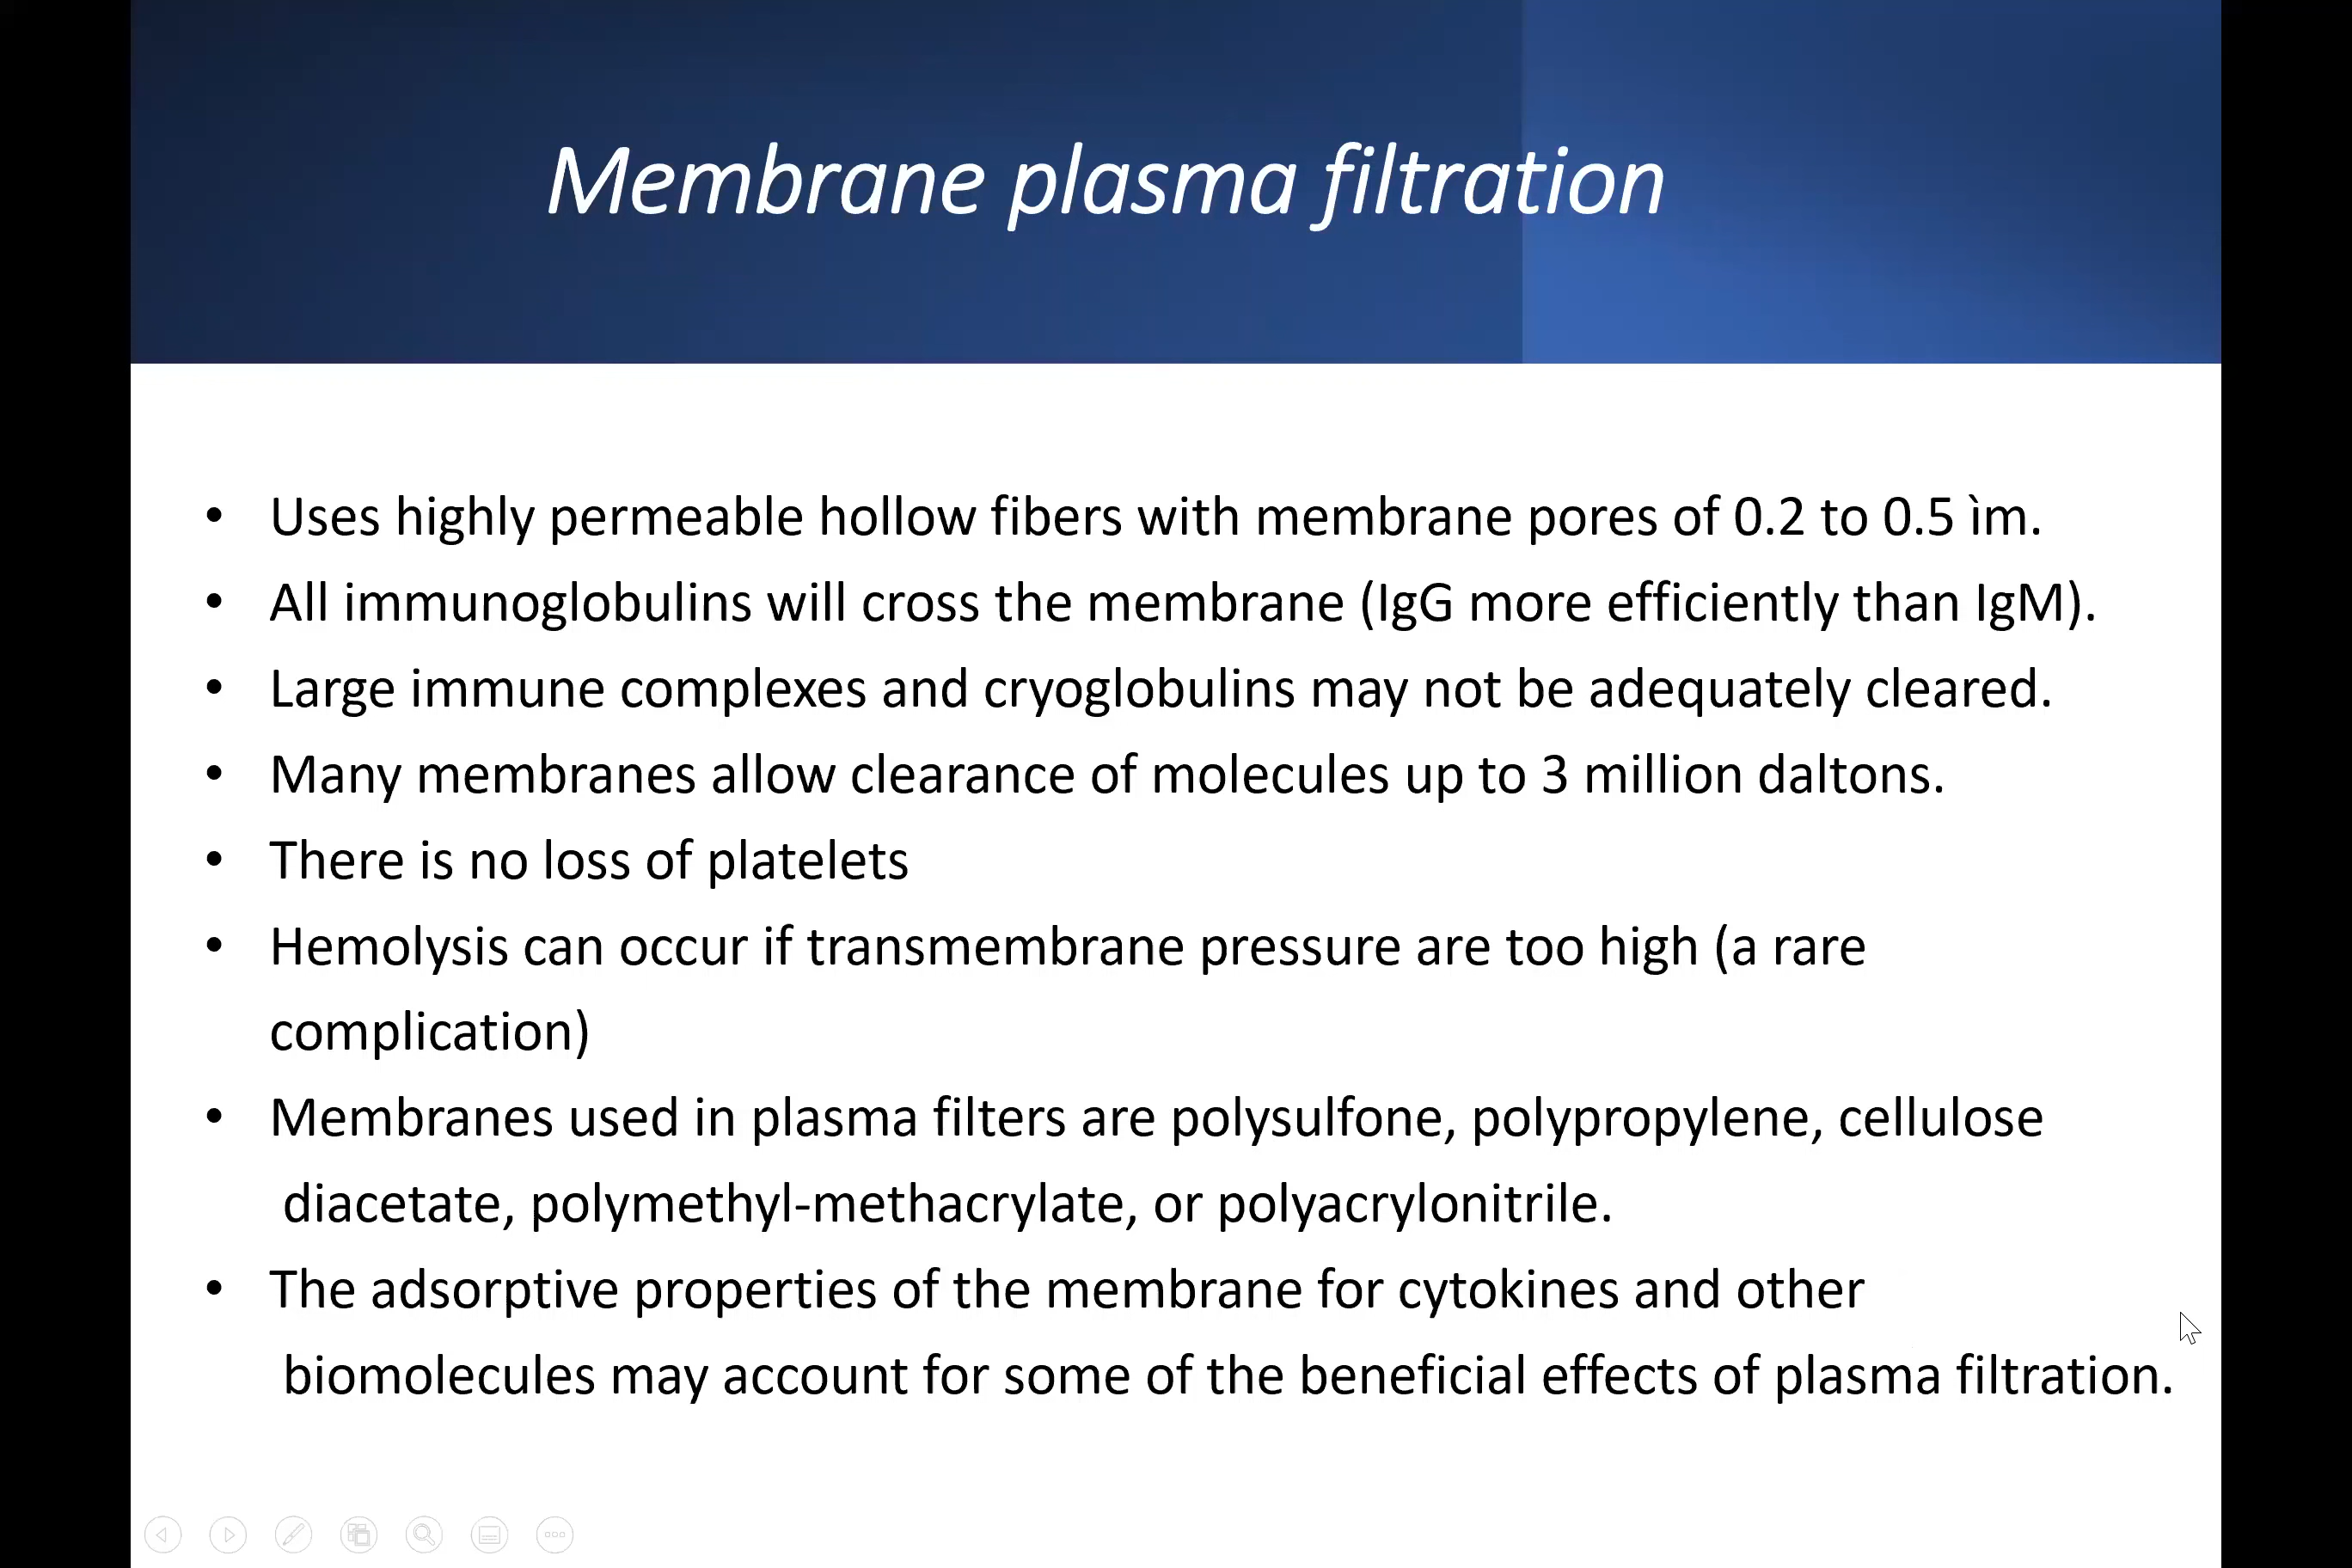 Membrane plasma filtration
• Uses highly permeable hollow fibers with membrane pores of 0.2 to 0.5 ìm.
• All immunoglobulins will cross the membrane (IgG more efficiently than IgM).
• Large immune complexes and cryoglobulins may not be adequately cleared.
• Many membranes allow clearance of molecules up to 3 million daltons.
• There is no loss of platelets
• Hemolysis can occur if transmembrane pressure are too high (a rare
complication)
• Membranes used in plasma filters are polysulfone, polypropylene, cellulose
diacetate, polymethyl-methacrylate, or polyacrylonitrile.
• The adsorptive properties of the membrane for cytokines and other
biomolecules may account for some of the beneficial effects of plasma filtration.